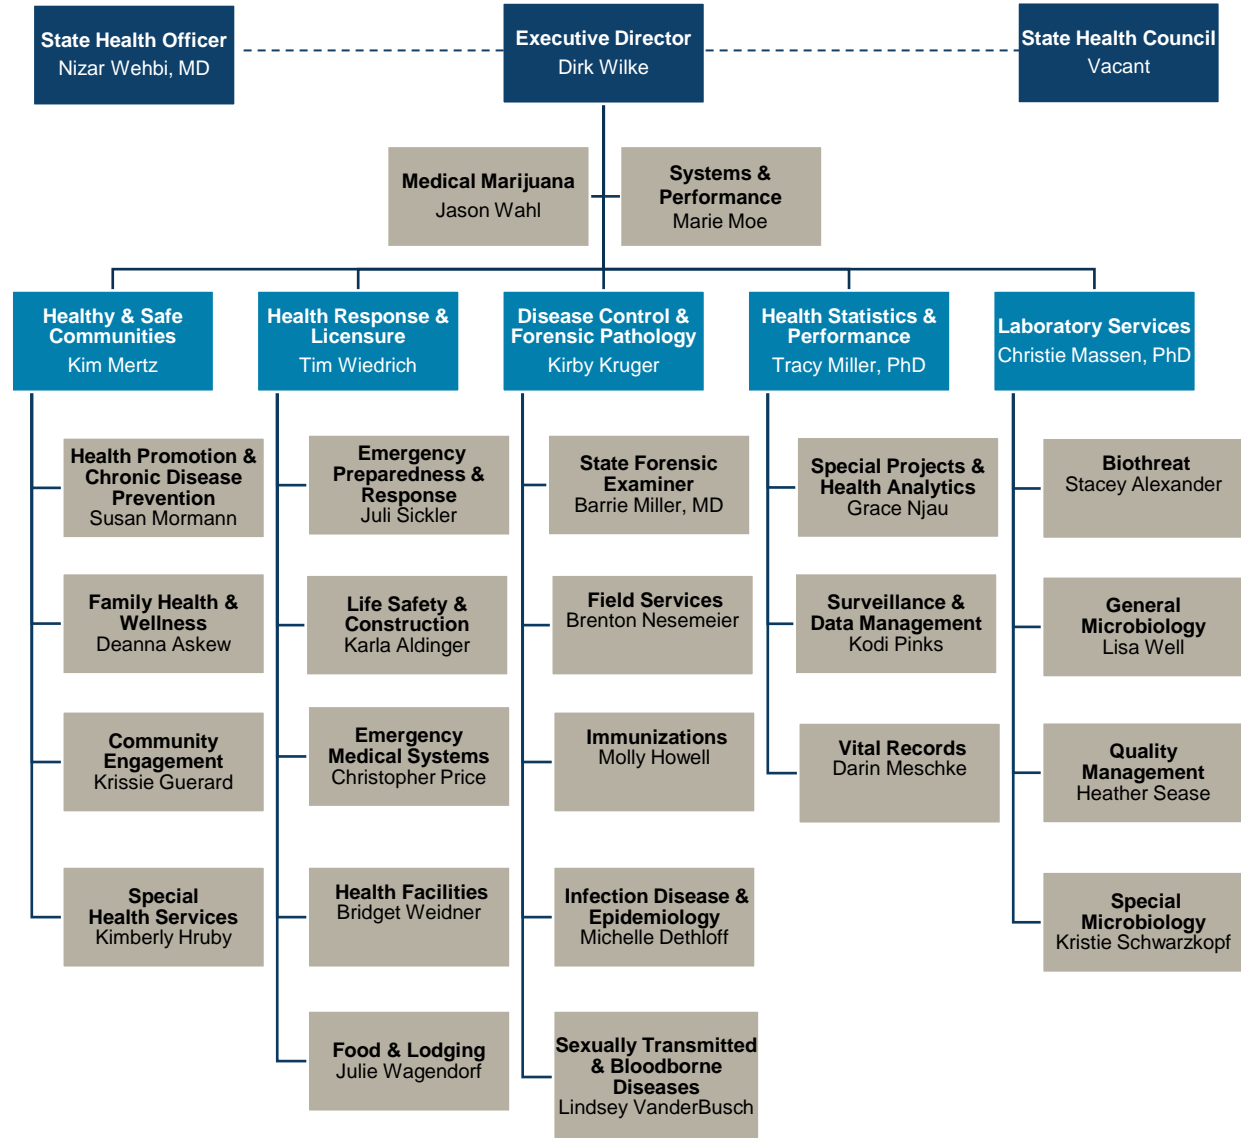 State Health Officer
Nizar Wehbi, MD
Executive Director
Dirk Wilke
State Health Council
Vacant
Medical Marijuana
Jason Wahl
Systems &
Performance
Marie Moe
Healthy & Safe
Communities
Kim Mertz
Health Response &
Licensure
Tim Wiedrich
Disease Control &
Forensic Pathology
Kirby Kruger
Health Statistics &
Performance
Tracy Miller, PhD
Laboratory Services
Christie Massen, PhD
Health Promotion &
Chronic Disease
Prevention
Susan Mormann
Family Health &
Wellness
Deanna Askew
Community
Engagement
Krissie Guerard
Special
Health Services
Kimberly Hruby
Emergency
Preparedness &
Response
Juli Sickler
Life Safety &
Construction
Karla Aldinger
Emergency
Medical Systems
Christopher Price
Health Facilities
Bridget Weidner
Food & Lodging
Julie Wagendorf
State Forensic
Examiner
Barrie Miller, MD
Field Services
Brenton Nesemeier
Immunizations
Molly Howell
Infection Disease &
Epidemiology
Michelle Dethloff
Sexually Transmitted
& Bloodborne
Diseases
Lindsey VanderBusch
Special Projects &
Health Analytics
Grace Njau
Surveillance &
Data Management
Kodi Pinks
Vital Records
Darin Meschke
Biothreat
Stacey Alexander
General
Microbiology
Lisa Well
Quality
Management
Heather Sease
Special
Microbiology
Kristie Schwarzkopf